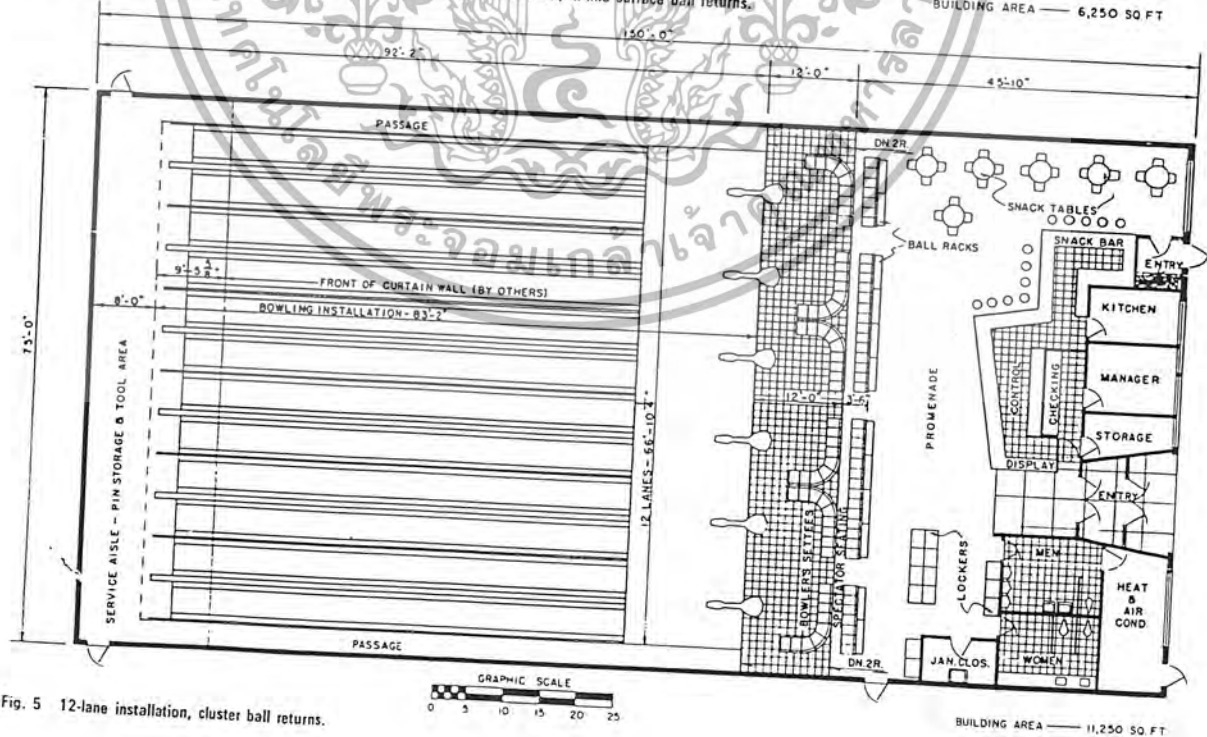 surface ball returns.
BUILDING AREA — 6,250 SQ.FT
150'-0"
92'-2"
12'-0"
45'-10"
75'-0"
PASSAGE
DN.2R.
SNACK TABLES
BALL RACKS
SNACK BAR
ENTRY
KITCHEN
MANAGER
STORAGE
CONTROL
CHECKING
DISPLAY
ENTRY
PROMENADE
9'-5 5/8"
FRONT OF CURTAIN WALL (BY OTHERS)
8'-0"
BOWLING INSTALLATION - 83'-2"
SERVICE AISLE - PIN STORAGE & TOOL AREA
12 LANES - 66'-10
12'-0"
3'-6"
BOWLER'S SETTEES
SPECTATOR SEATING
LOCKERS
MEN
WOMEN
HEAT
&
AIR
COND.
JAN. CLOS.
DN.2R.
PASSAGE
GRAPHIC SCALE
0 5 10 15 20 25
Fig. 5 12-lane installation, cluster ball returns.
BUILDING AREA — 11,250 SQ.FT